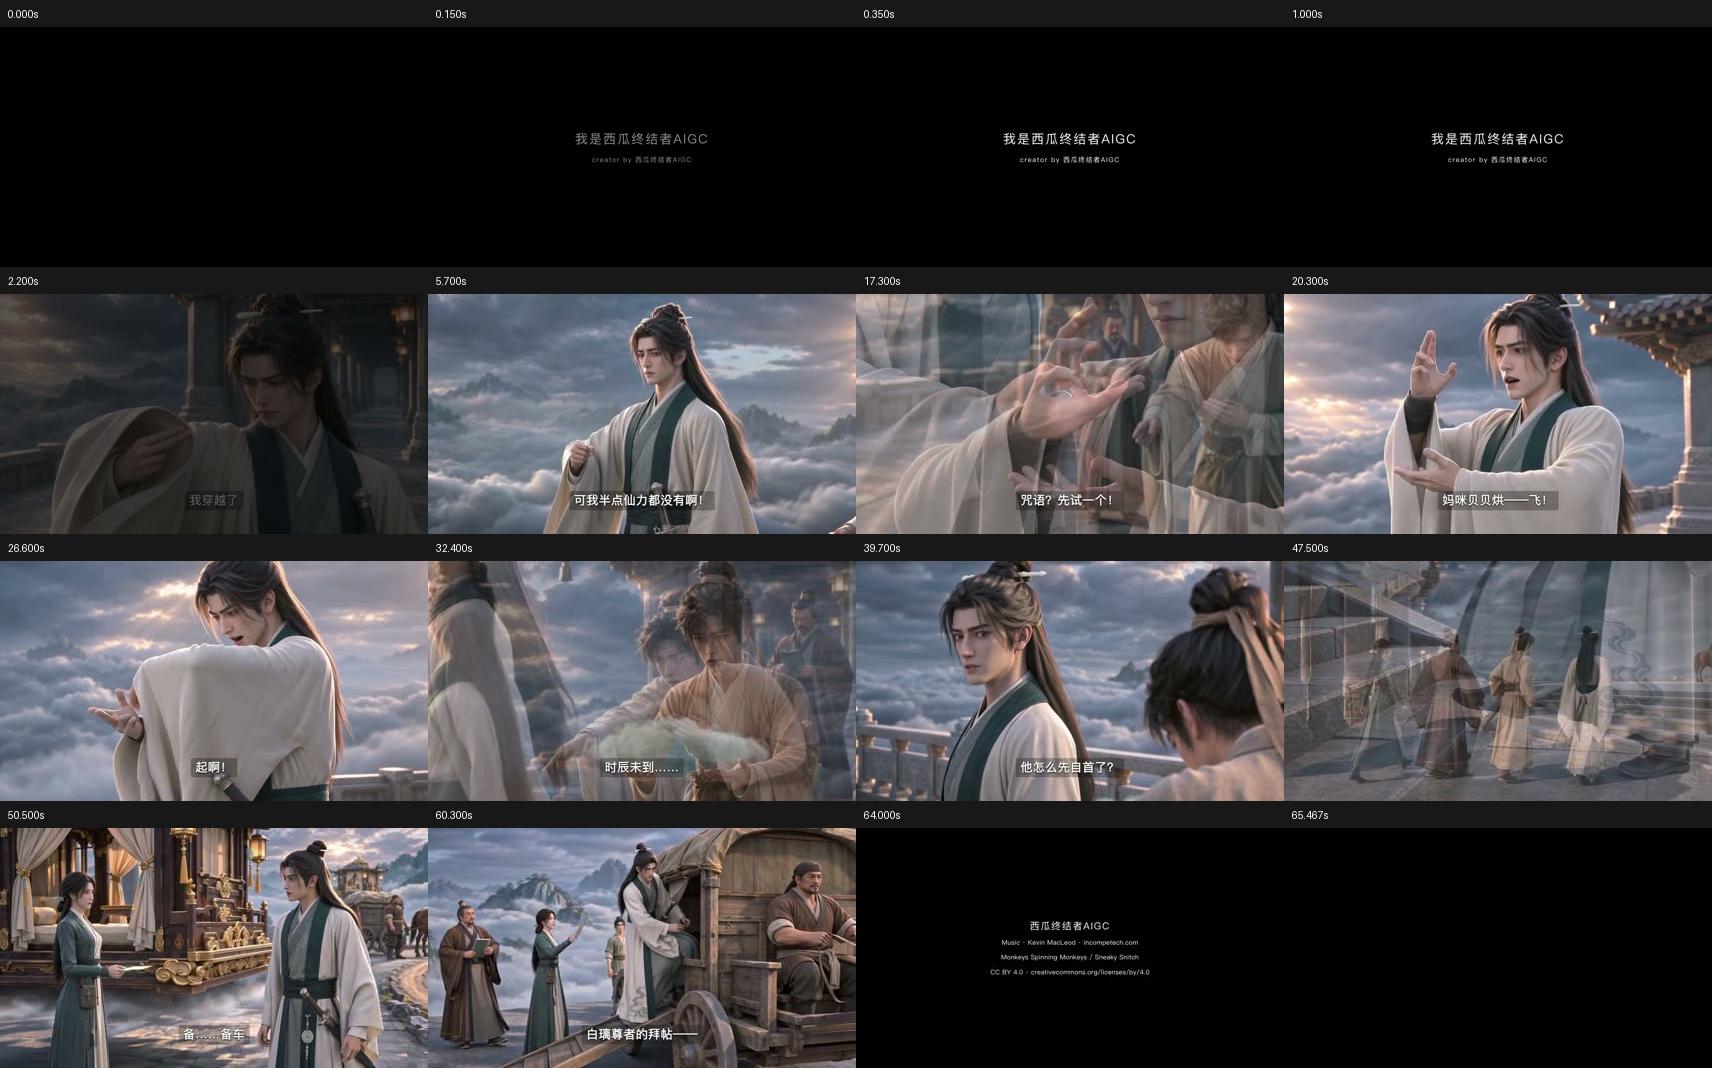 0.000s
0.150s
0.350s
1.000s
我是西瓜终结者AIGC
creator by 西瓜终结者AIGC
我是西瓜终结者AIGC
creator by 西瓜终结者AIGC
我是西瓜终结者AIGC
creator by 西瓜终结者AIGC
2.200s
5.700s
17.300s
20.300s
我穿越了
可我半点仙力都没有啊！
咒语？先试一个！
妈咪贝贝烘——飞！
26.600s
32.400s
39.700s
47.500s
起啊！
时辰未到……
他怎么先自首了？
50.500s
60.300s
64.000s
65.467s
备……备车
白璃尊者的拜帖——
西瓜终结者AIGC
Music · Kevin MacLeod · incompetech.com
Monkeys Spinning Monkeys / Sneaky Snitch
CC BY 4.0 · creativecommons.org/licenses/by/4.0